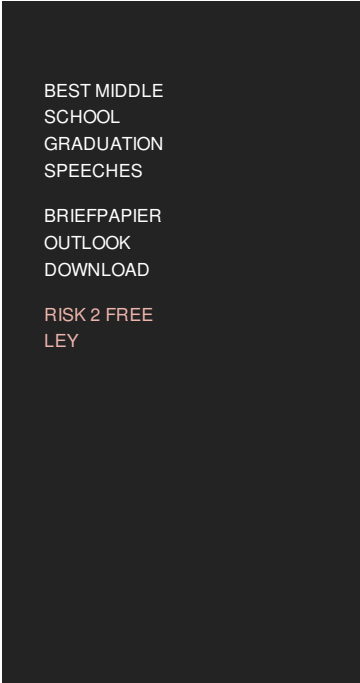 BEST MIDDLE
SCHOOL
GRADUATION
SPEECHES
BRIEFPAPIER
OUTLOOK
DOWNLOAD
RISK 2 FREE
LEY